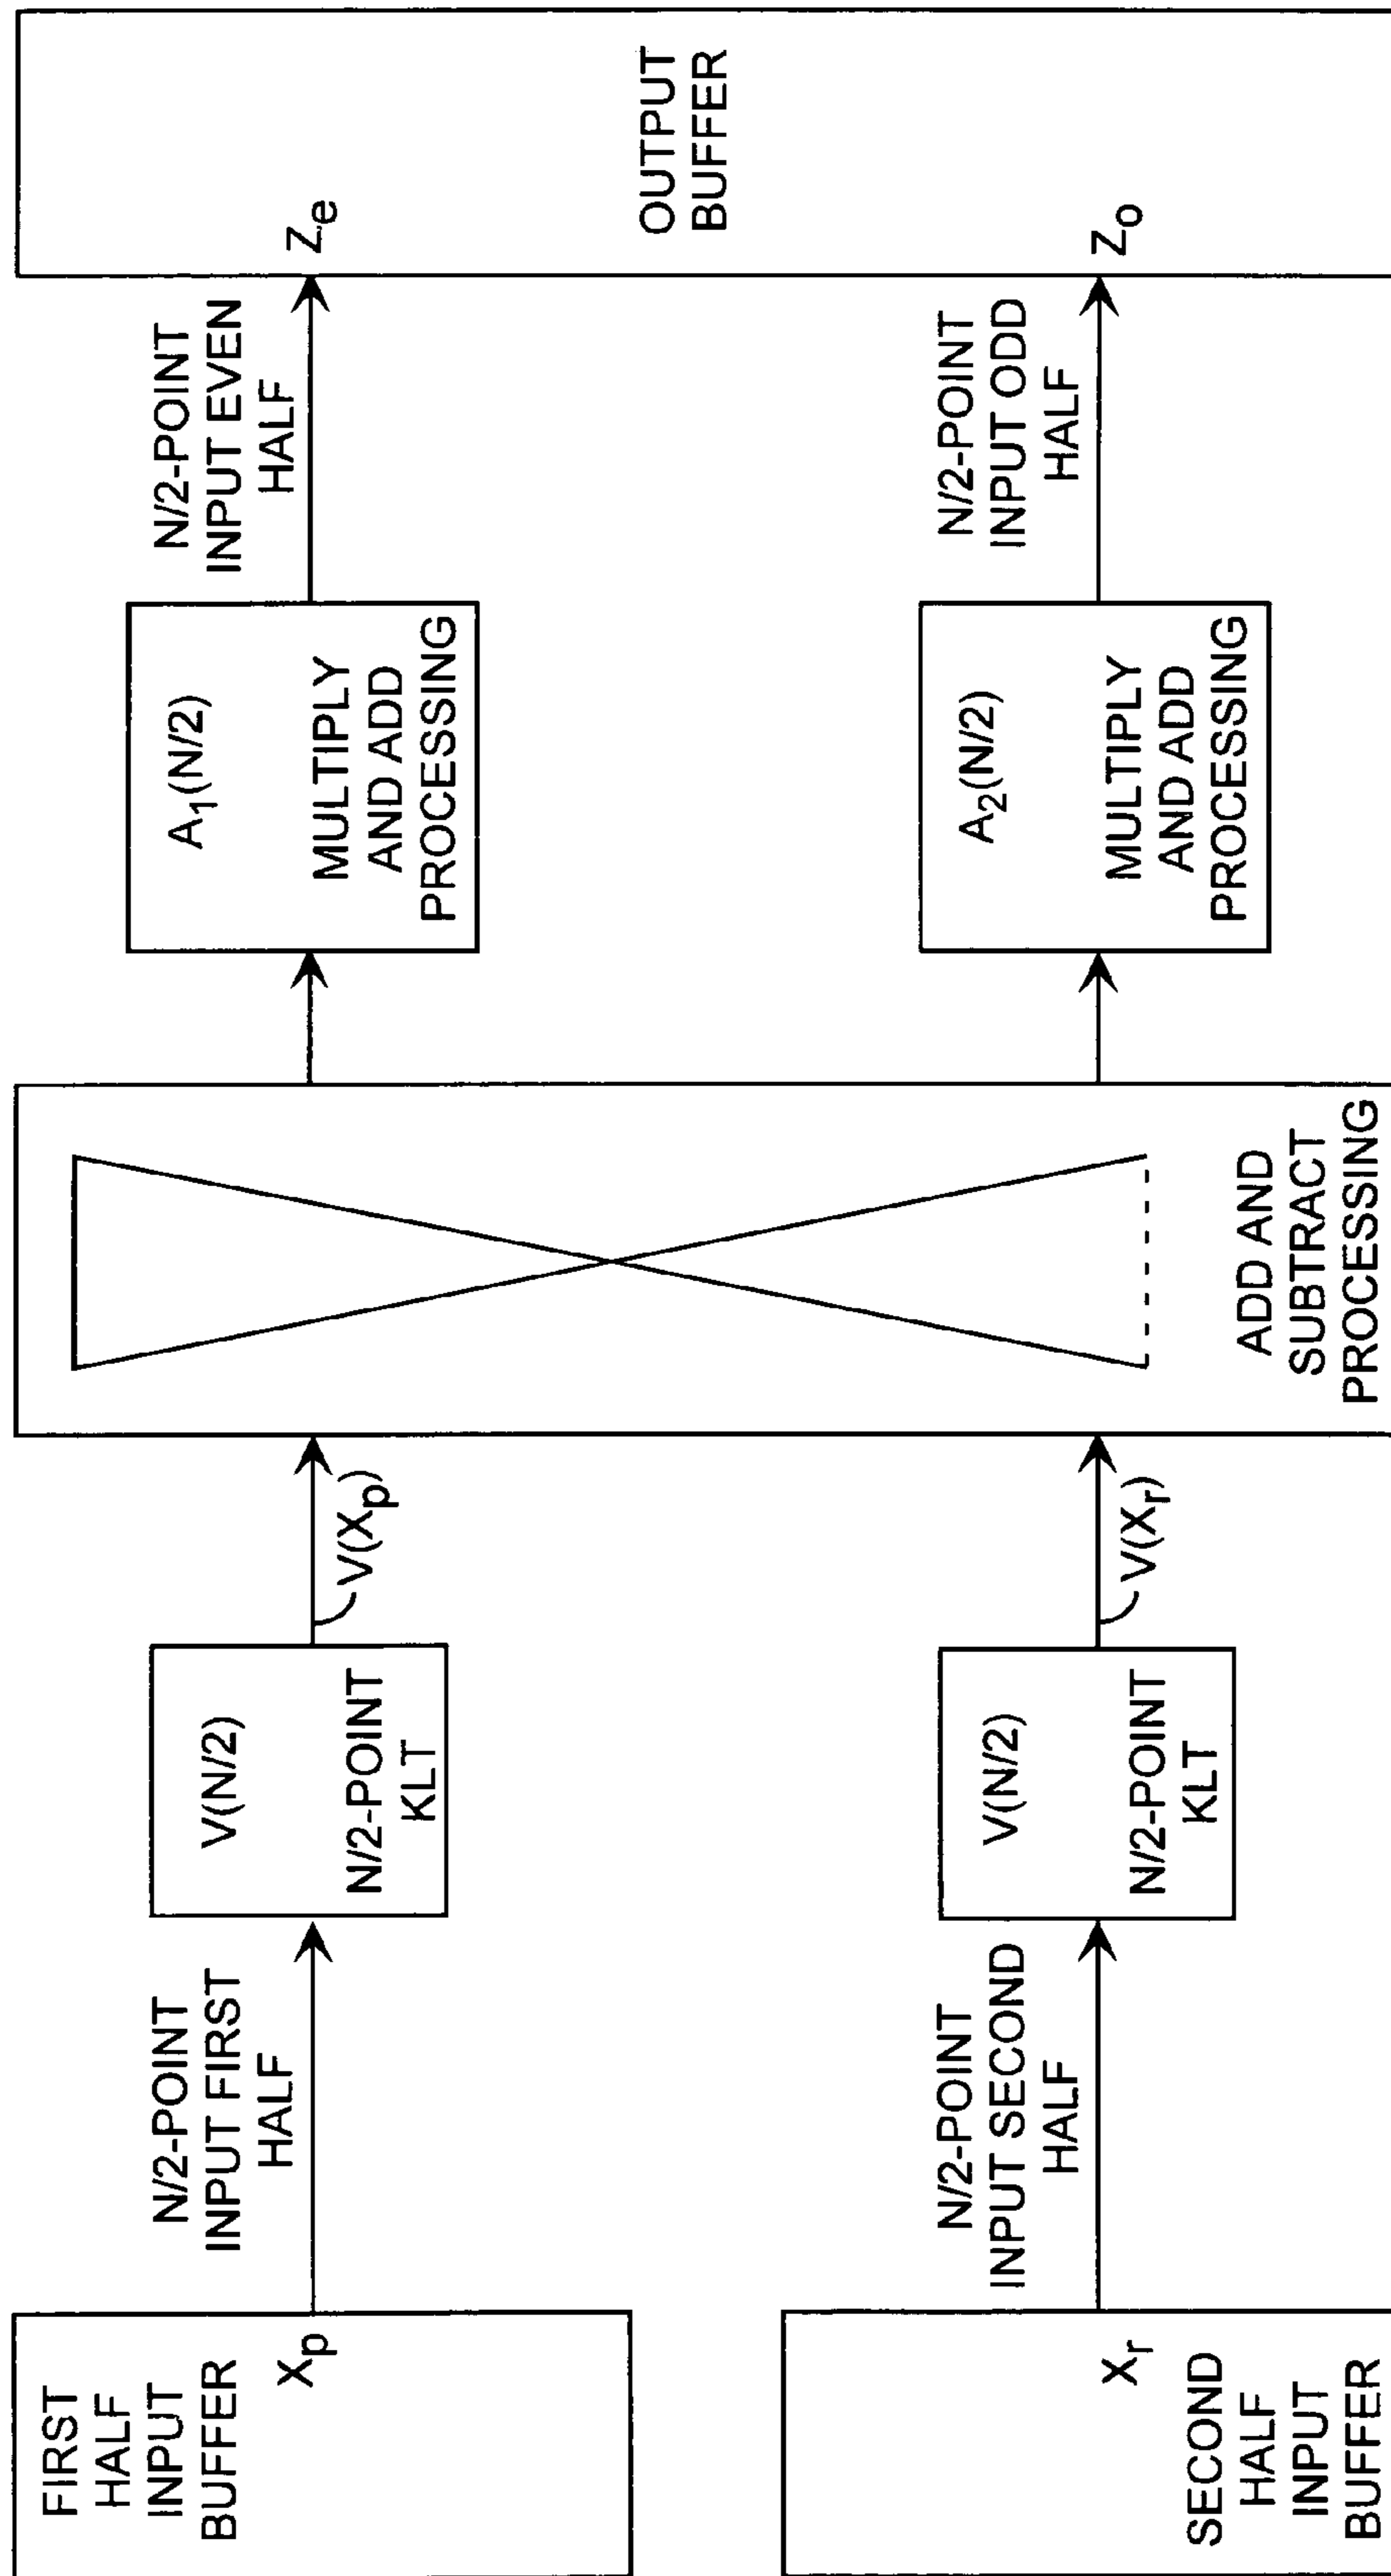 FIRST
HALF
INPUT
BUFFER
Xp
N/2-POINT
INPUT FIRST
HALF
V(N/2)
N/2-POINT
KLT
V(Xp)
SECOND
HALF
INPUT
BUFFER
Xr
N/2-POINT
INPUT SECOND
HALF
V(N/2)
N/2-POINT
KLT
V(Xr)
ADD AND
SUBTRACT
PROCESSING
A1(N/2)
MULTIPLY
AND ADD
PROCESSING
N/2-POINT
INPUT EVEN
HALF
Ze
A2(N/2)
MULTIPLY
AND ADD
PROCESSING
N/2-POINT
INPUT ODD
HALF
Zo
OUTPUT
BUFFER